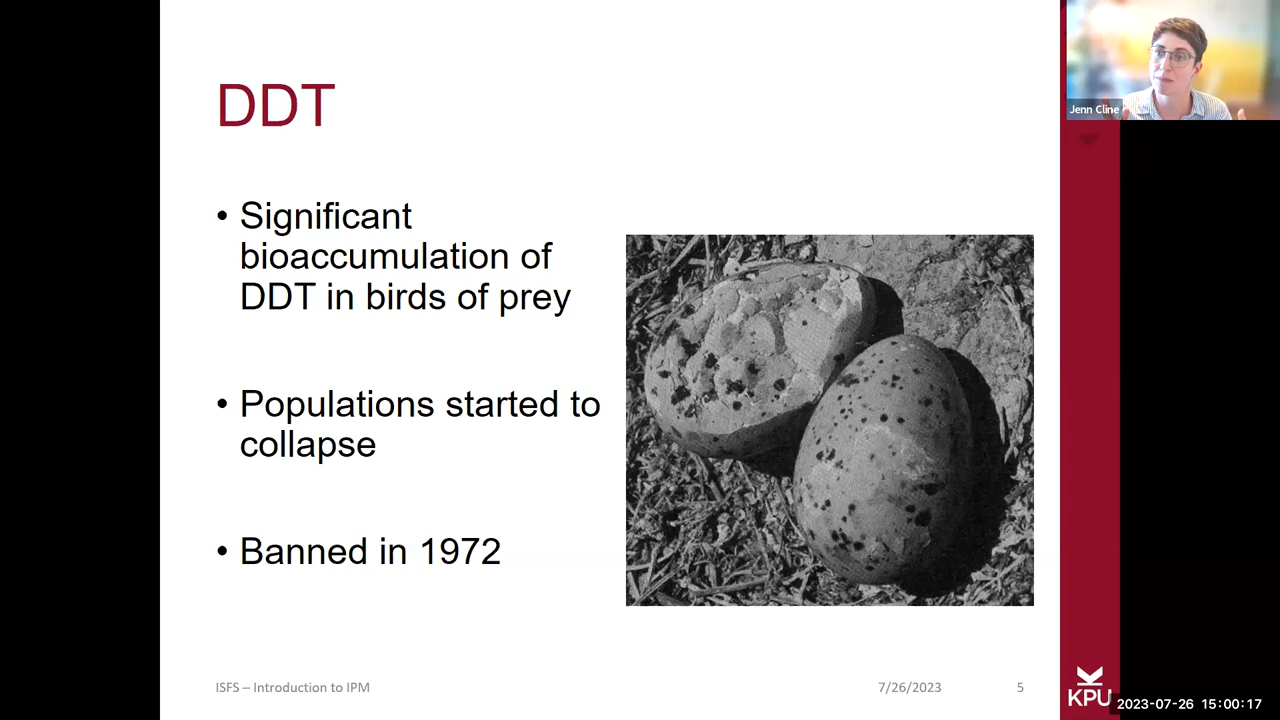 DDT
Jenn Cline
• Significant
bioaccumulation of
DDT in birds of prey
• Populations started to
collapse
• Banned in 1972
ISFS – Introduction to IPM
7/26/2023
5
KPU
2023-07-26 15:00:17